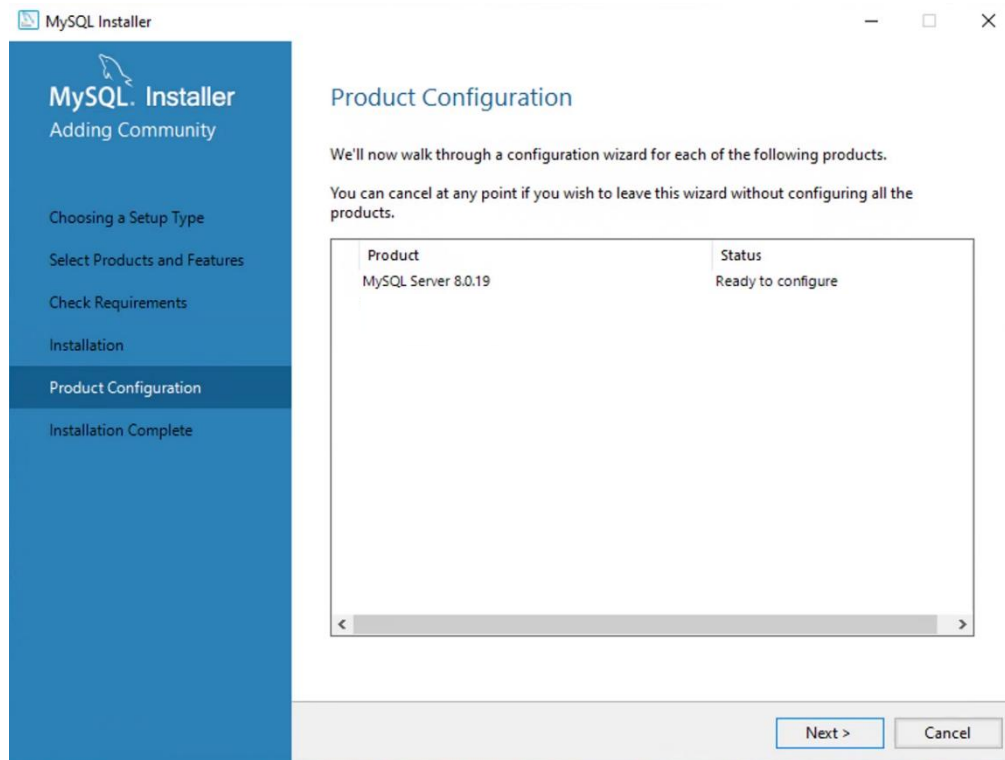 MySQL Installer
MySQL. Installer
Adding Community
Choosing a Setup Type
Select Products and Features
Check Requirements
Installation
Product Configuration
Installation Complete
Product Configuration
We'll now walk through a configuration wizard for each of the following products.
You can cancel at any point if you wish to leave this wizard without configuring all the
products.
Product Status
MySQL Server 8.0.19 Ready to configure
Next > Cancel